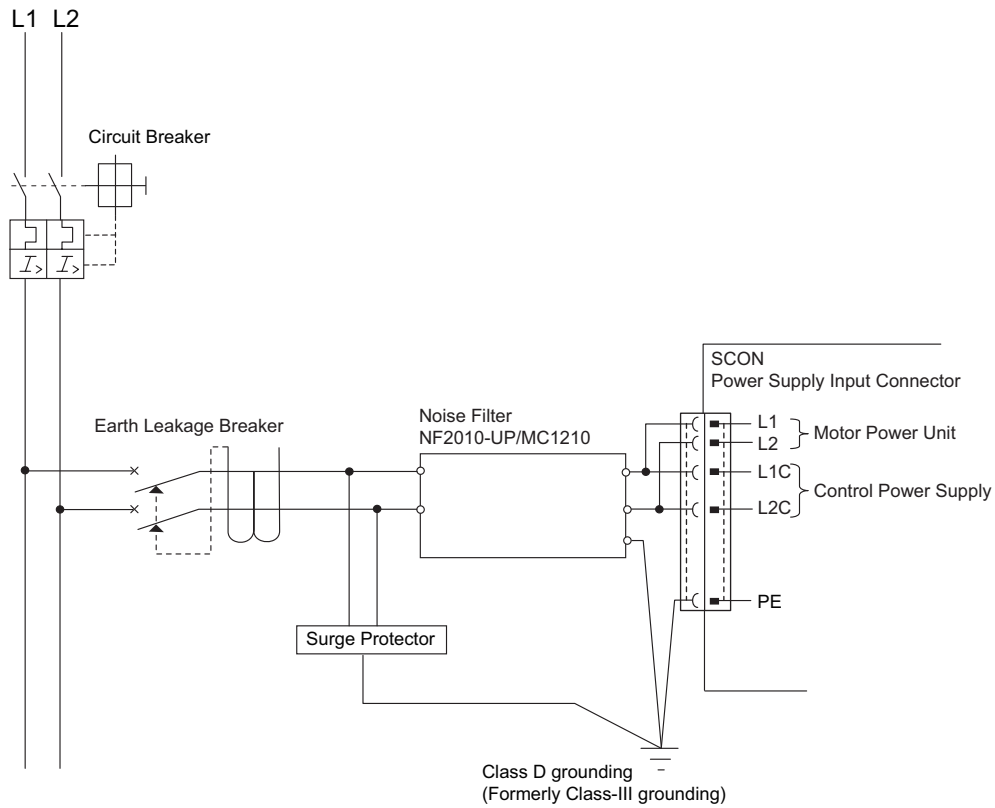 L1 L2
Circuit Breaker
I> I>
SCON
Power Supply Input Connector
Earth Leakage Breaker
Noise Filter
NF2010-UP/MC1210
L1
L2
Motor Power Unit
L1C
L2C
Control Power Supply
PE
Surge Protector
Class D grounding
(Formerly Class-III grounding)